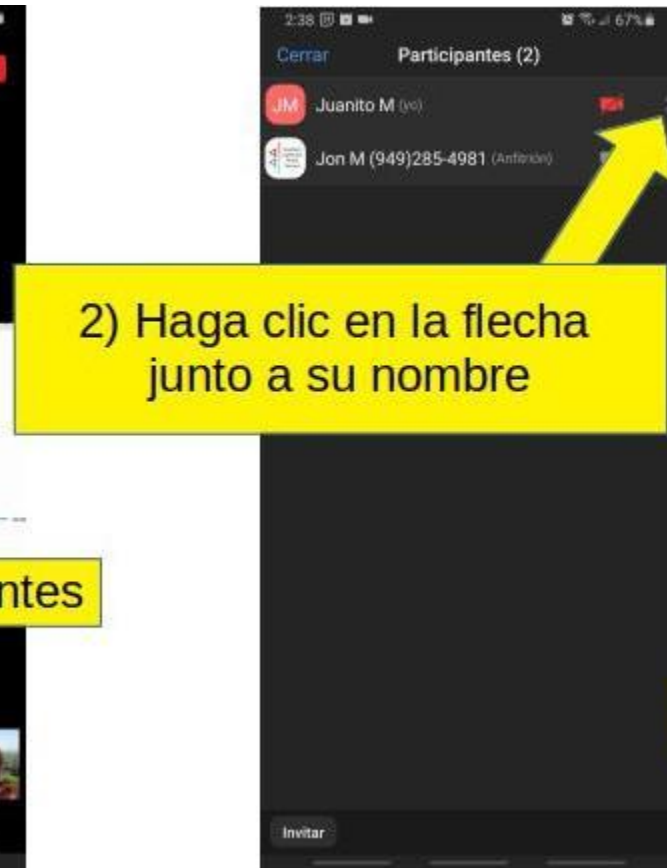 2:38
67%
Cerrar
Participantes (2)
JM
Juanito M (yo)
Jon M (949)285-4981 (Anfitrión)
2) Haga clic en la flecha
junto a su nombre
ntes
Invitar